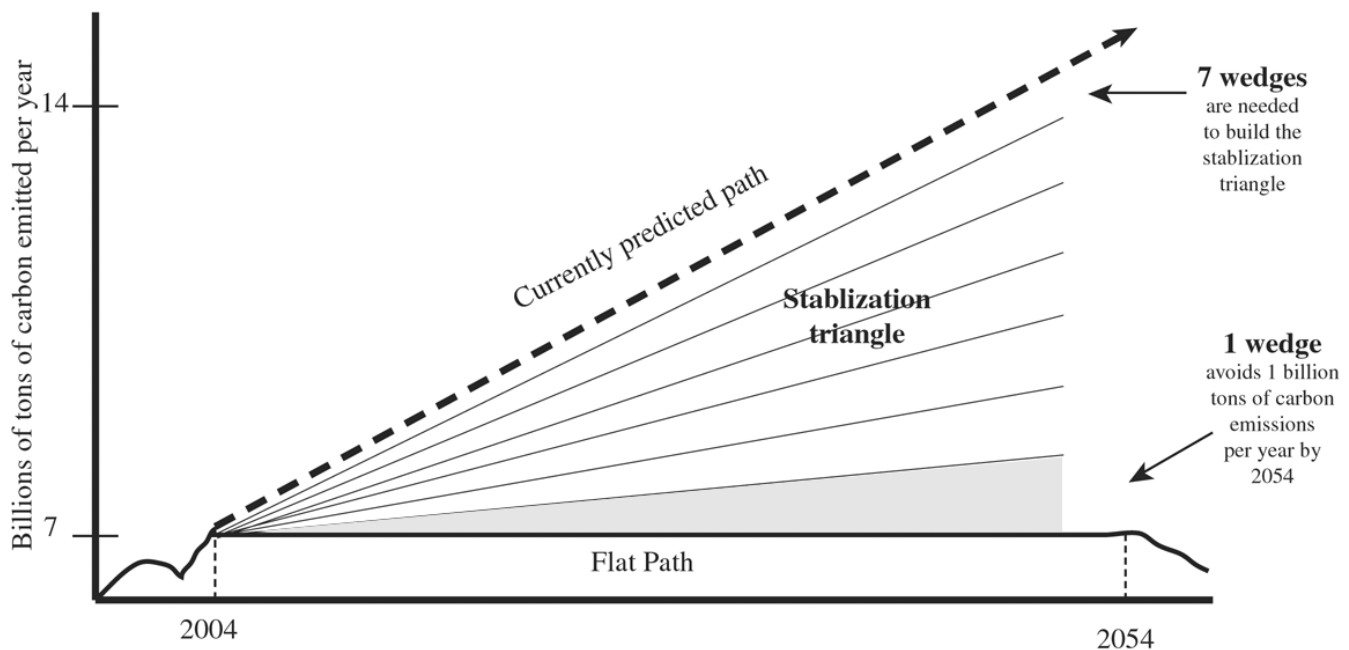 Billions of tons of carbon emitted per year
14
7
Currently predicted path
7 wedges
are needed
to build the
stablization
triangle
Stablization
triangle
1 wedge
avoids 1 billion
tons of carbon
emissions
per year by
2054
Flat Path
2004
2054